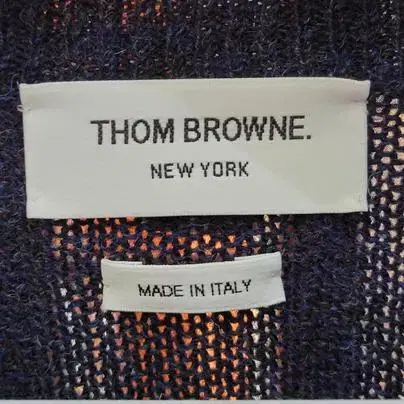 THOM BROWNE.
NEW YORK
MADE IN ITALY